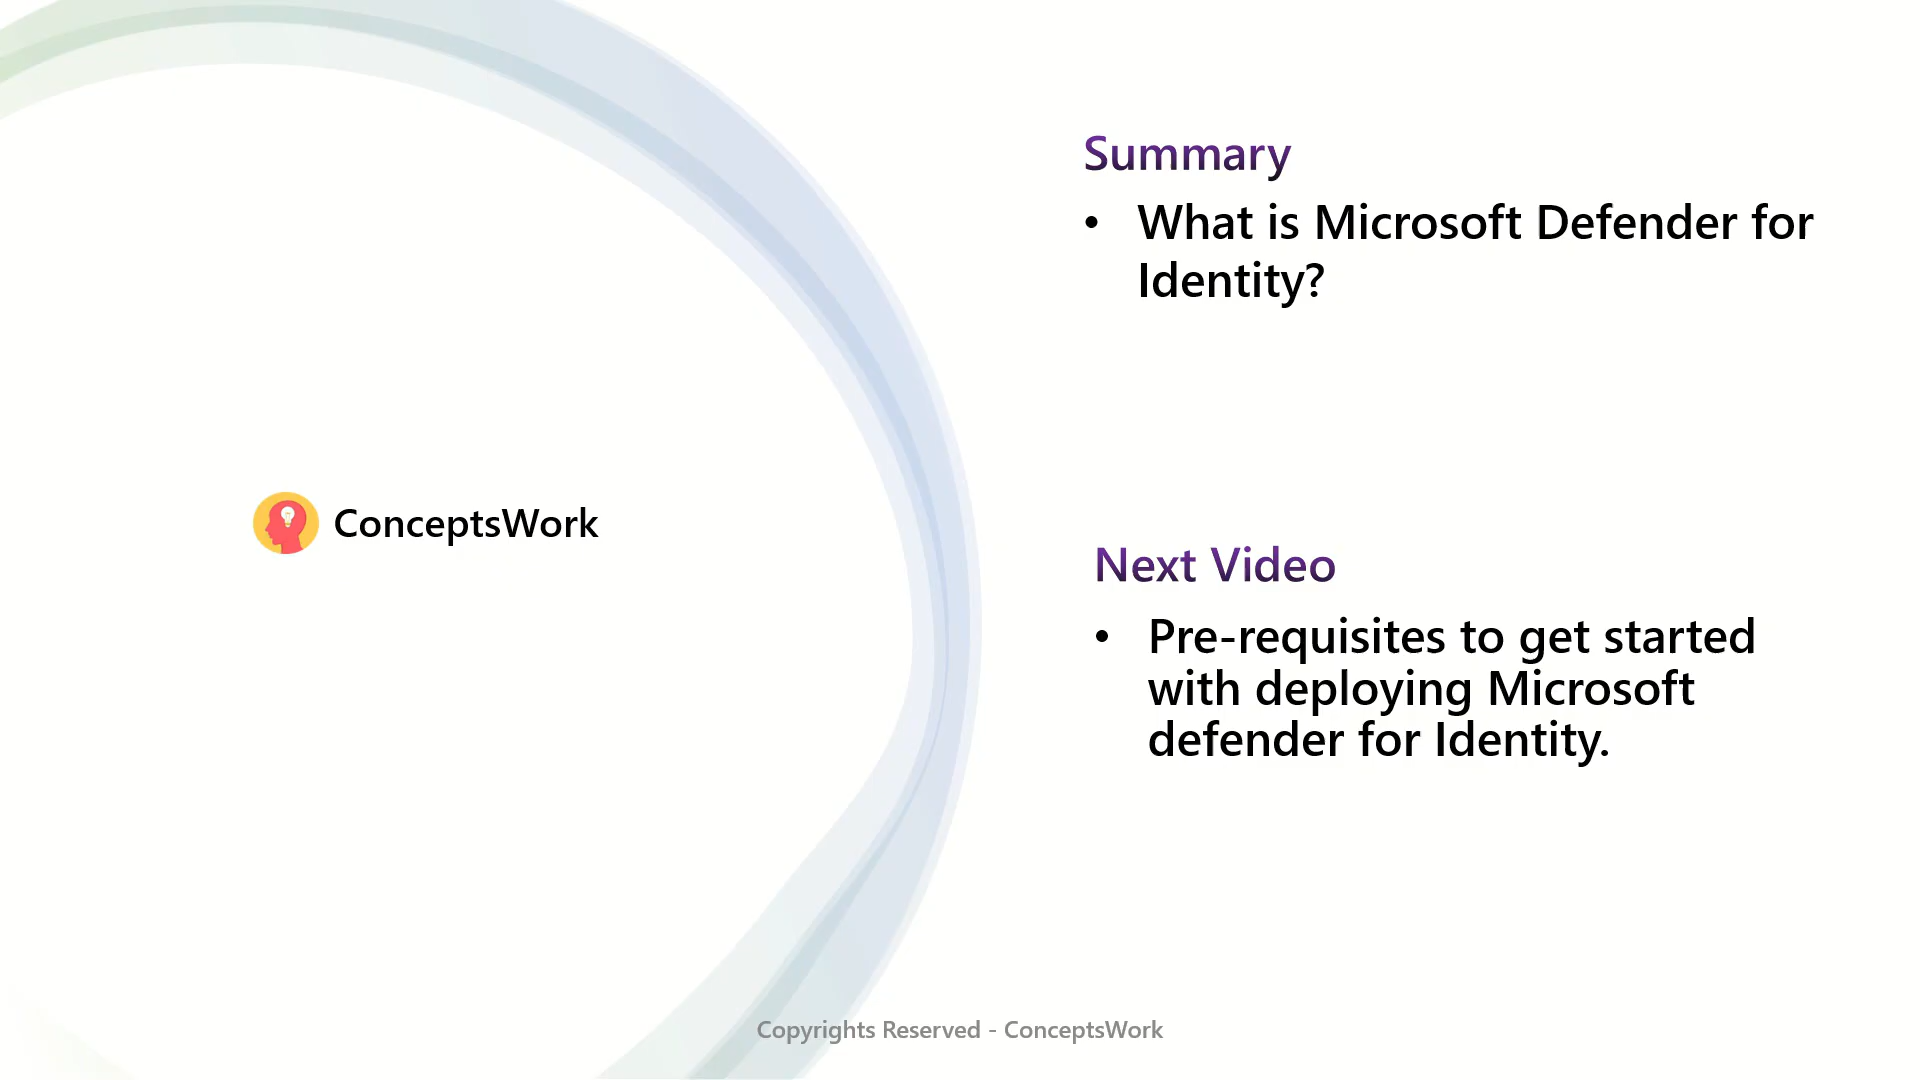 Summary
• What is Microsoft Defender for
Identity?
ConceptsWork
Next Video
• Pre-requisites to get started
with deploying Microsoft
defender for Identity.
Copyrights Reserved - ConceptsWork